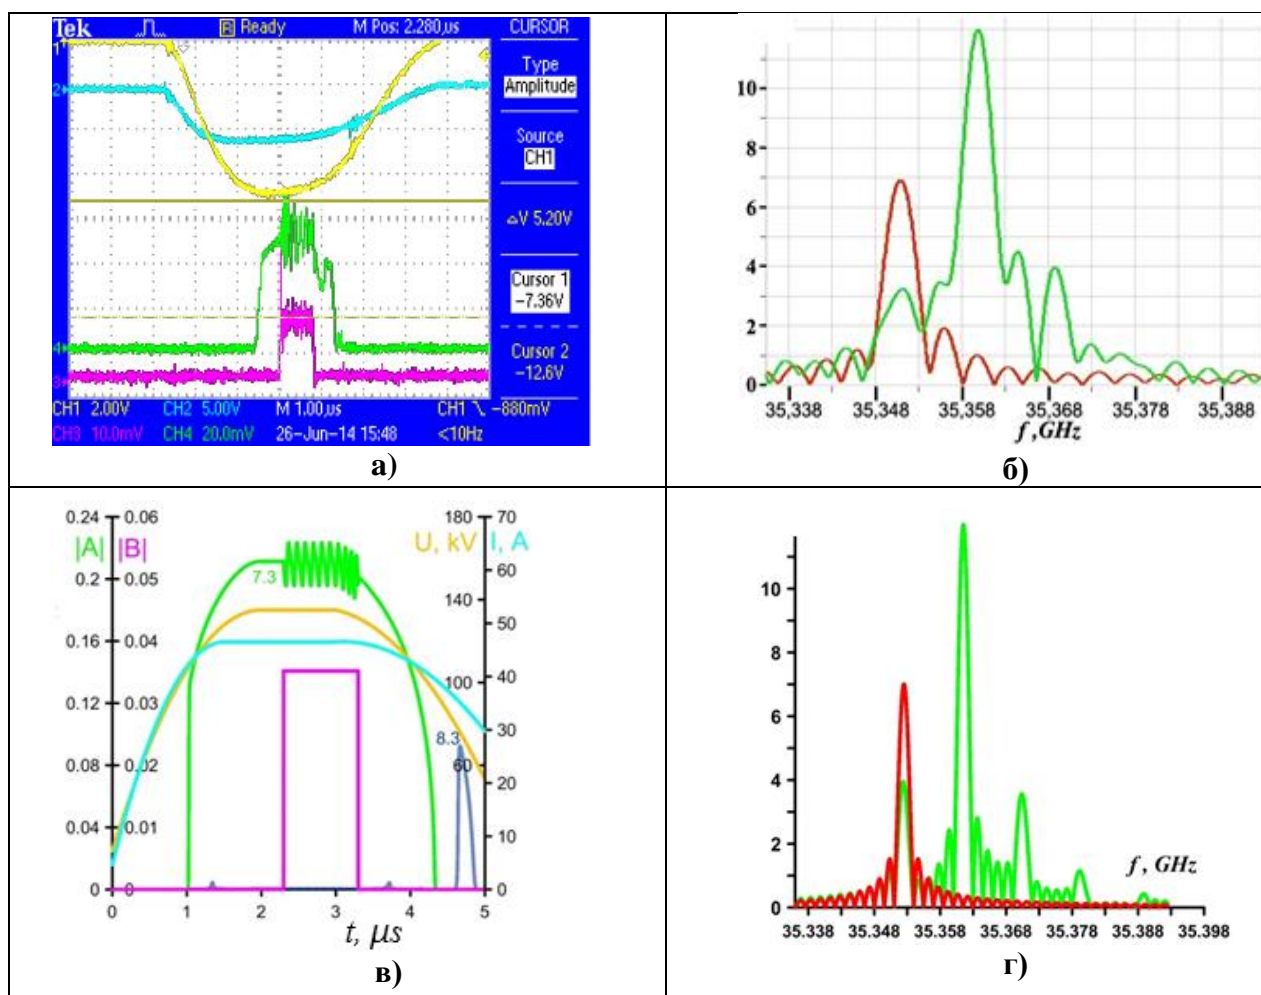 Tek R Ready M Pos: 2.280µs CURSOR
Type
Amplitude
Source
CH1
△V 5.20V
Cursor 1
-7.36V
Cursor 2
-12.6V
1
2
4
3
CH1 2.00V CH2 5.00V M 1.00µs CH1 \ -880mV
CH3 10.0mV CH4 20.0mV 26-Jun-14 15:48 <10Hz
а)
10
8
6
4
2
0
35,338 35,348 35,358 35,368 35,378 35,388
f ,GHz
б)
0.24 0.06 180 70
|A| |B| U, kV I, A
0.2 0.05 60
7.3
140
0.16 0.04 50
0.12 0.03 100 40
30
8.3
0.08 0.02 60 20
0.04 0.01 10
0 0 0
0 1 2 3 4 5
t, µs
в)
10
8
6
4
2
0
f , GHz
35.338 35.348 35.358 35.368 35.378 35.388 35.398
г)